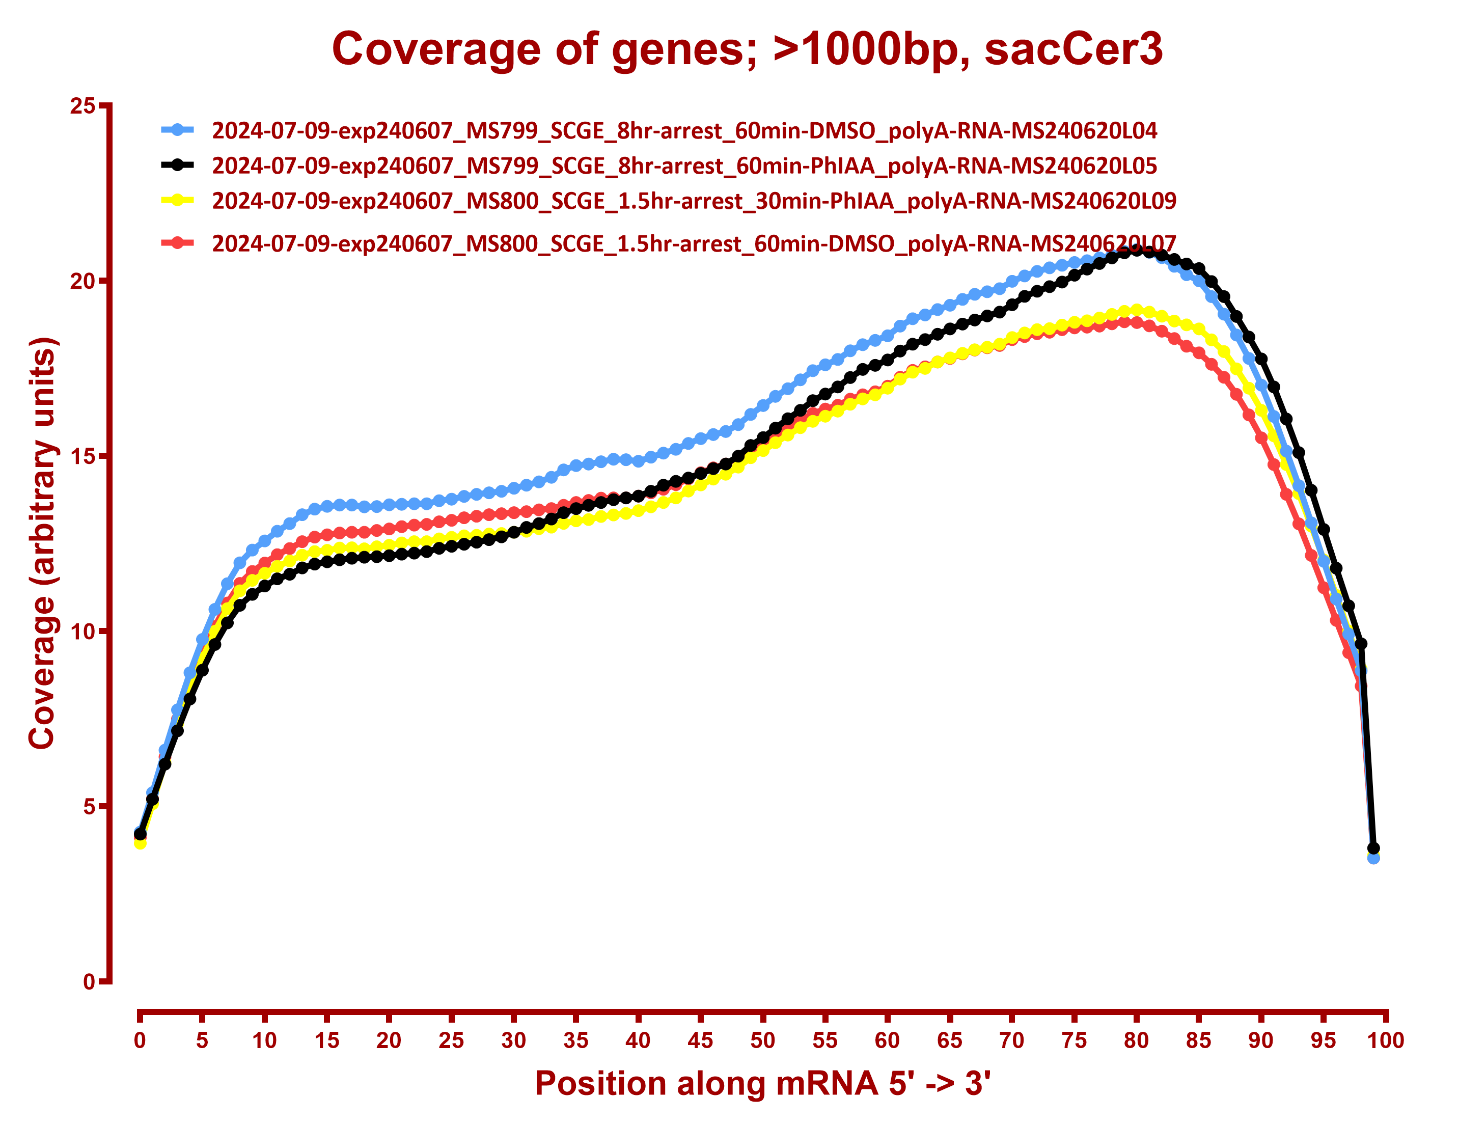 Coverage of genes; >1000bp, sacCer3
25
2024-07-09-exp240607_MS799_SCGE_8hr-arrest_60min-DMSO_polyA-RNA-MS240620L04
2024-07-09-exp240607_MS799_SCGE_8hr-arrest_60min-PhIAA_polyA-RNA-MS240620L05
2024-07-09-exp240607_MS800_SCGE_1.5hr-arrest_30min-PhIAA_polyA-RNA-MS240620L09
2024-07-09-exp240607_MS800_SCGE_1.5hr-arrest_60min-DMSO_polyA-RNA-MS240620L07
20
15
10
5
0
Coverage (arbitrary units)
0 5 10 15 20 25 30 35 40 45 50 55 60 65 70 75 80 85 90 95 100
Position along mRNA 5' -> 3'